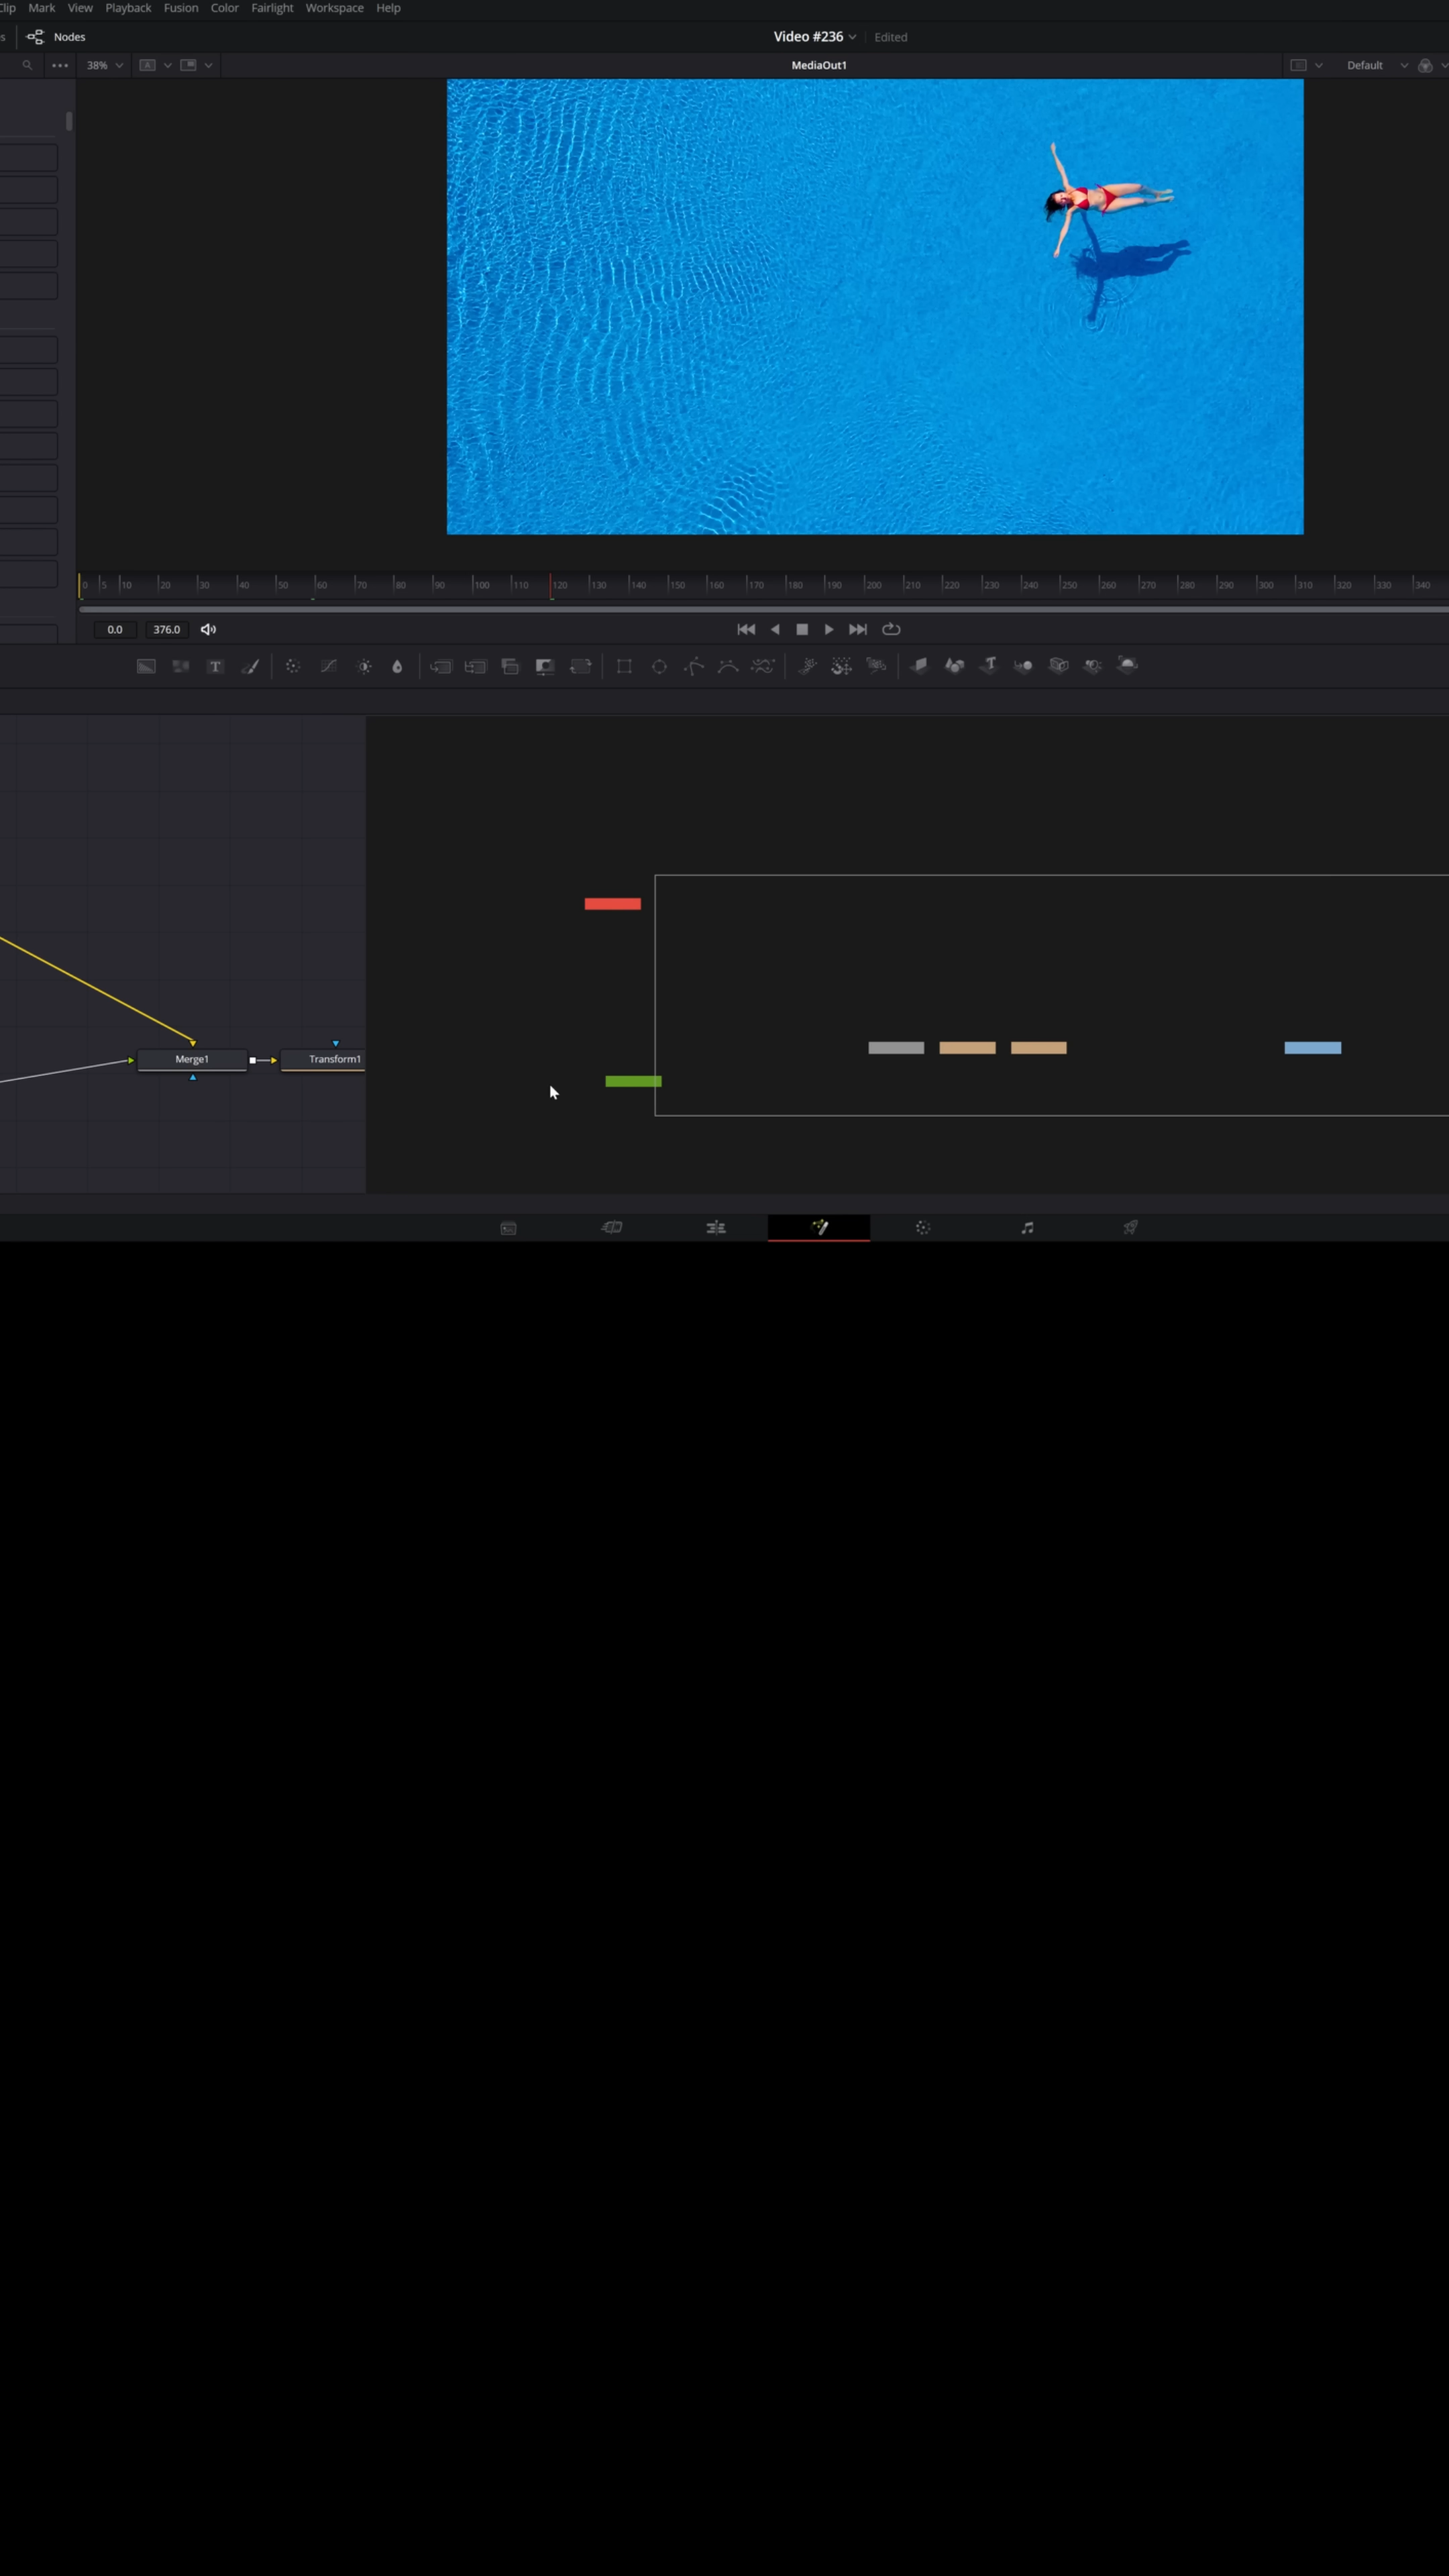 Clip Mark View Playback Fusion Color Fairlight Workspace Help
s Nodes Video #236 Edited
38% A MediaOut1 Default
0 5 10 20 30 40 50 60 70 80 90 100 110 120 130 140 150 160 170 180 190 200 210 220 230 240 250 260 270 280 290 300 310 320 330 340
0.0 376.0
T T
Merge1 Transform1